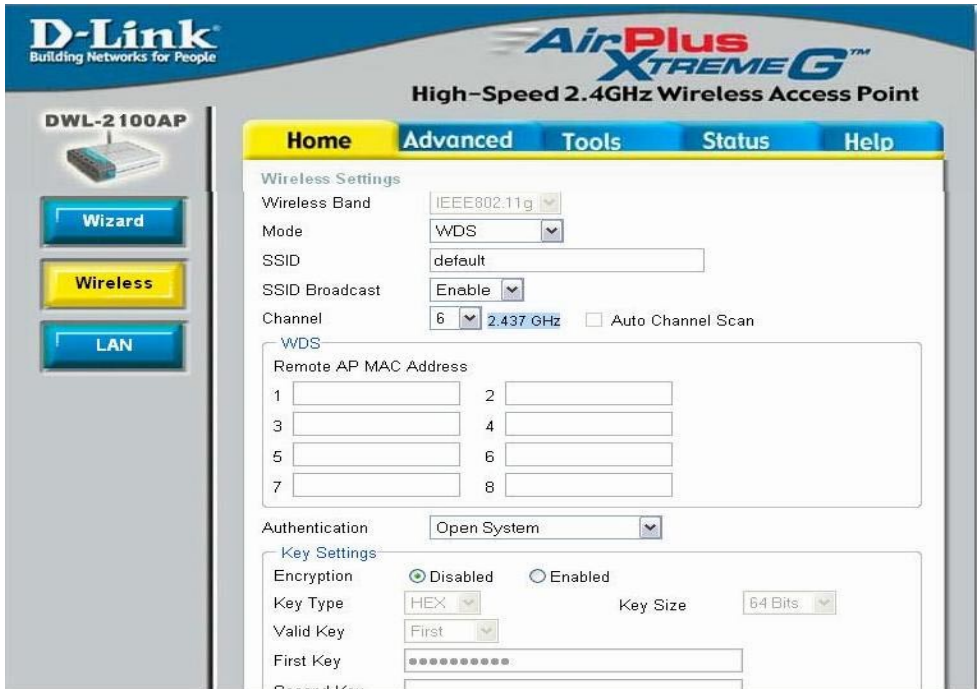 D-Link
Building Networks for People
AirPlus
XTREME G™
High-Speed 2.4GHz Wireless Access Point
DWL-2100AP
Home Advanced Tools Status Help
Wizard
Wireless
LAN
Wireless Settings
Wireless Band IEEE802.11g
Mode WDS
SSID default
SSID Broadcast Enable
Channel 6 2.437 GHz Auto Channel Scan
WDS
Remote AP MAC Address
1 2
3 4
5 6
7 8
Authentication Open System
Key Settings
Encryption Disabled Enabled
Key Type HEX Key Size 64 Bits
Valid Key First
First Key ●●●●●●●●●●
Second Key